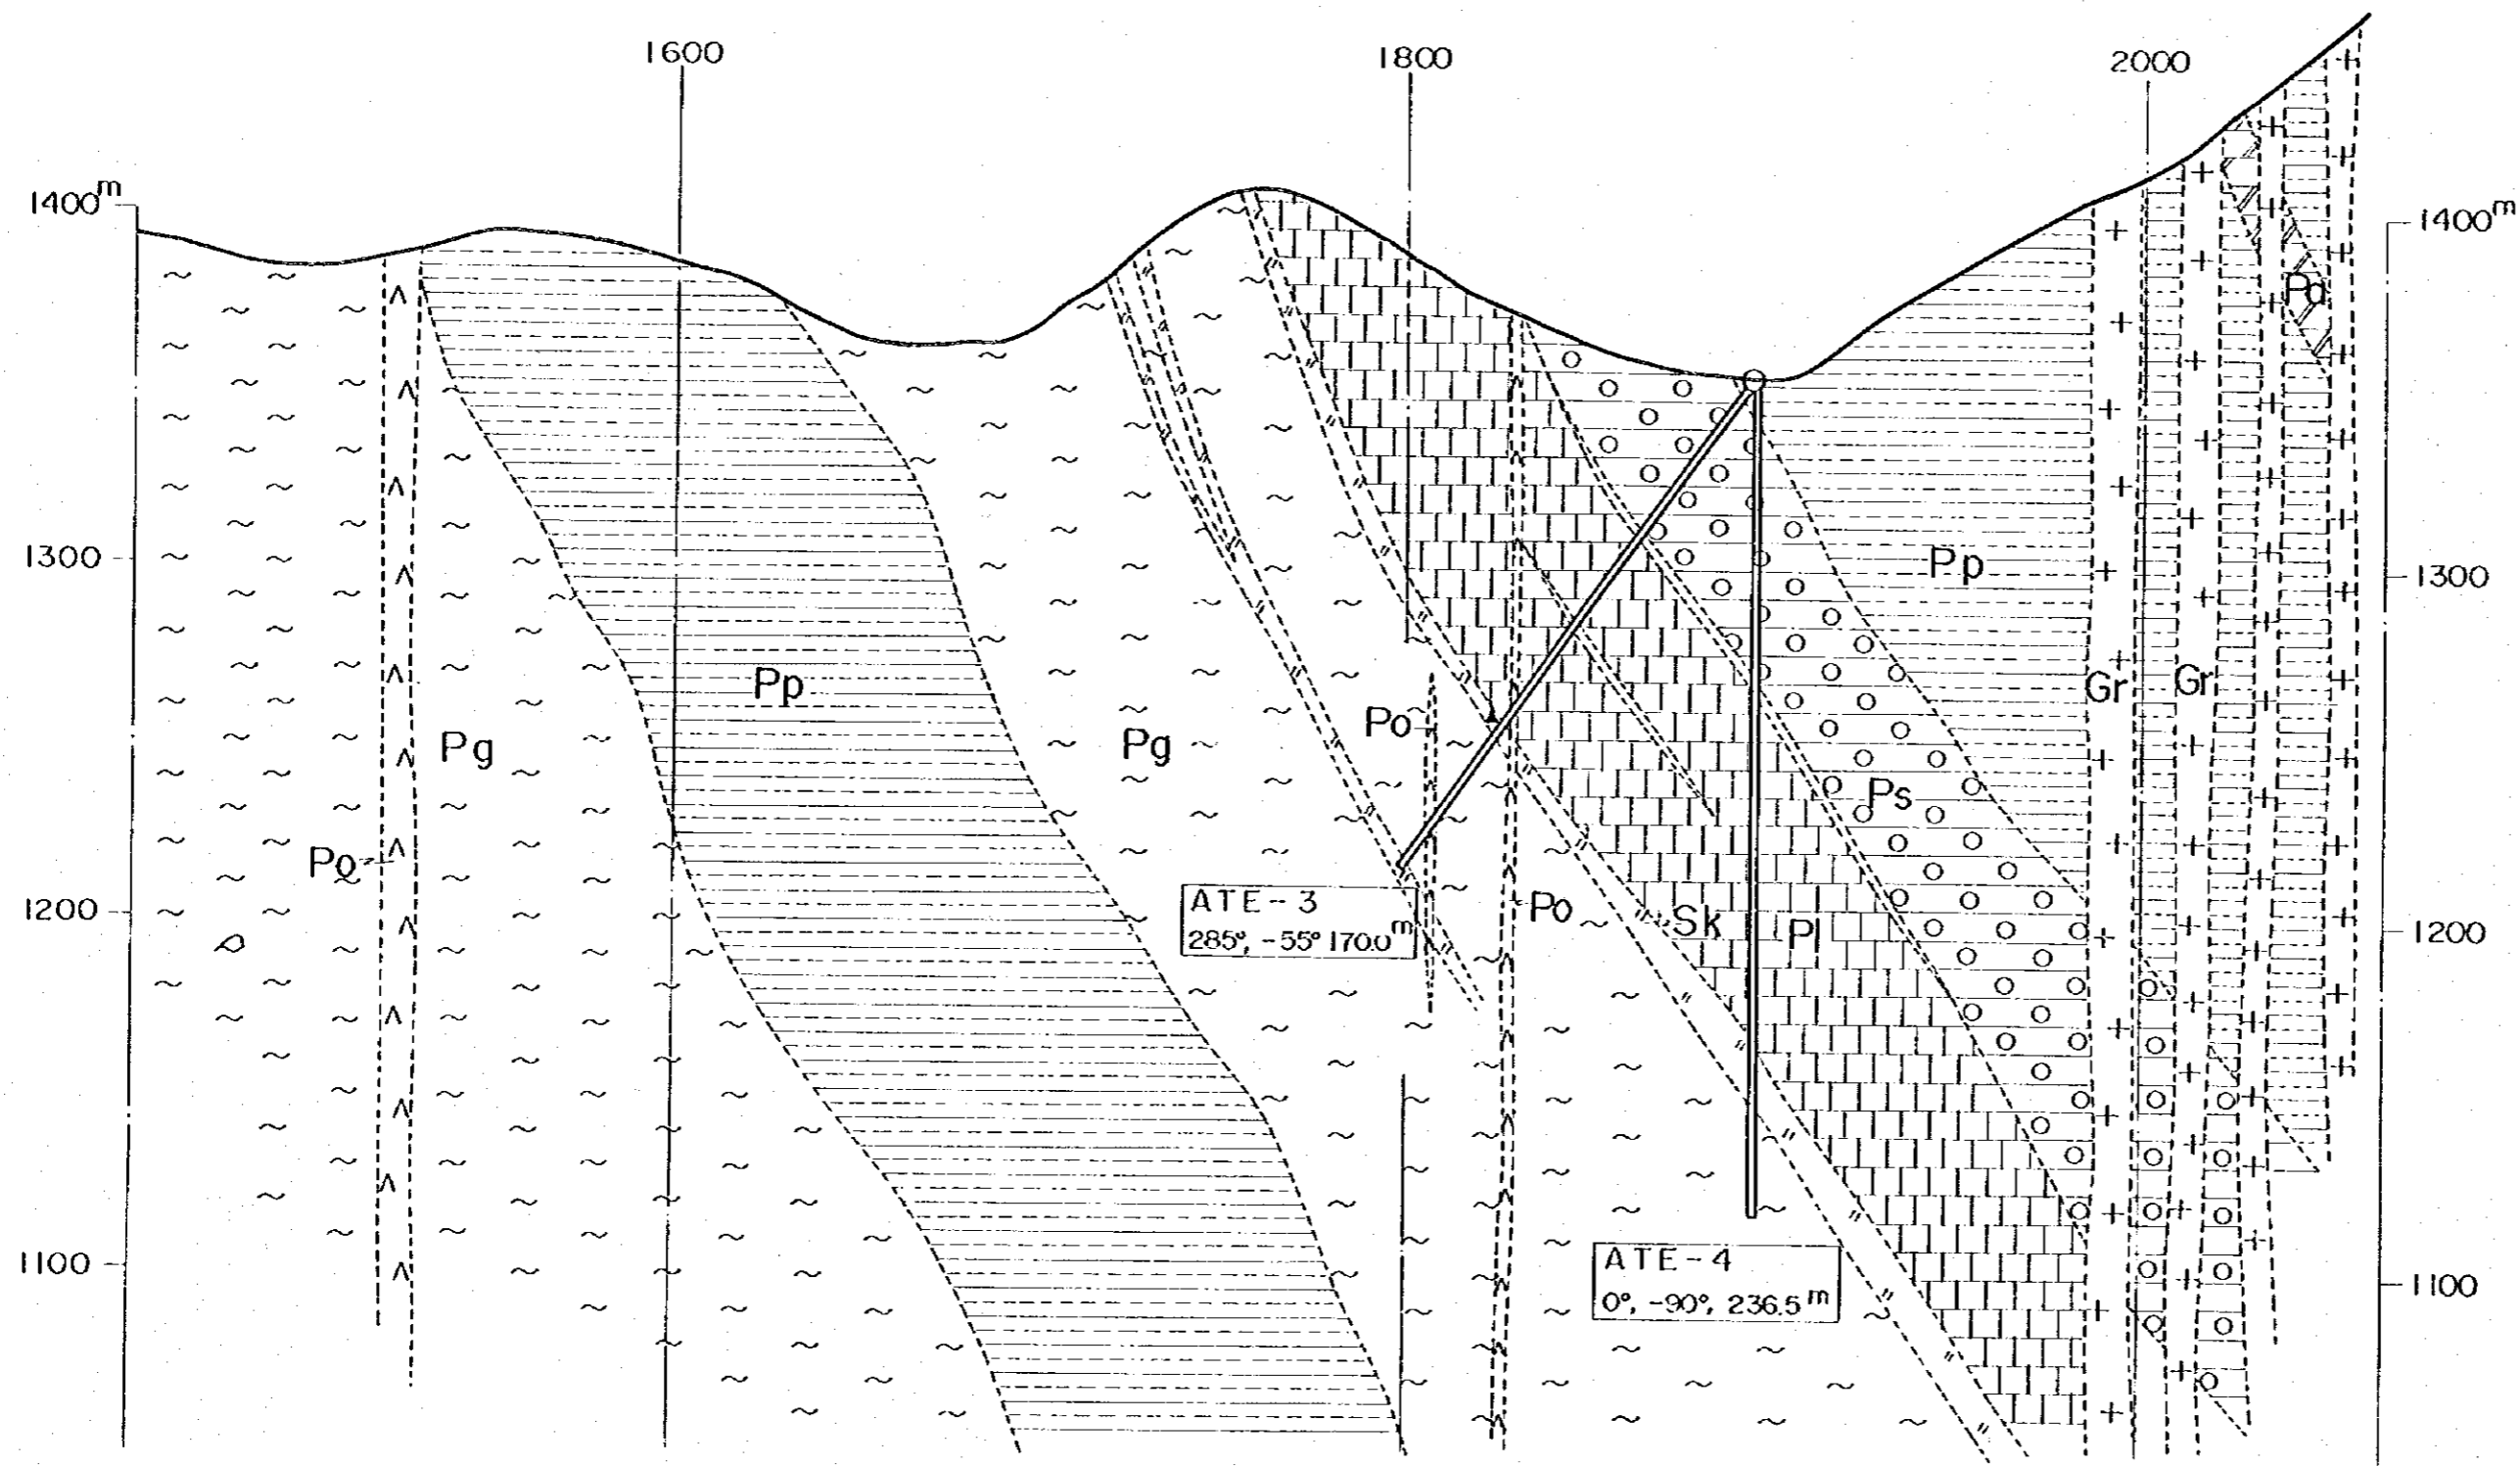 1600
1800
2000
1400m
1400m
Pd
1300
1300
Pp
Pp
Gr
Gr
Po
Pg
Pg
Ps
Po
ATE-3
285°, -55° 170.0m
Po
Sk
Pl
1200
1200
ATE-4
0°, -90°, 236.5m
1100
1100